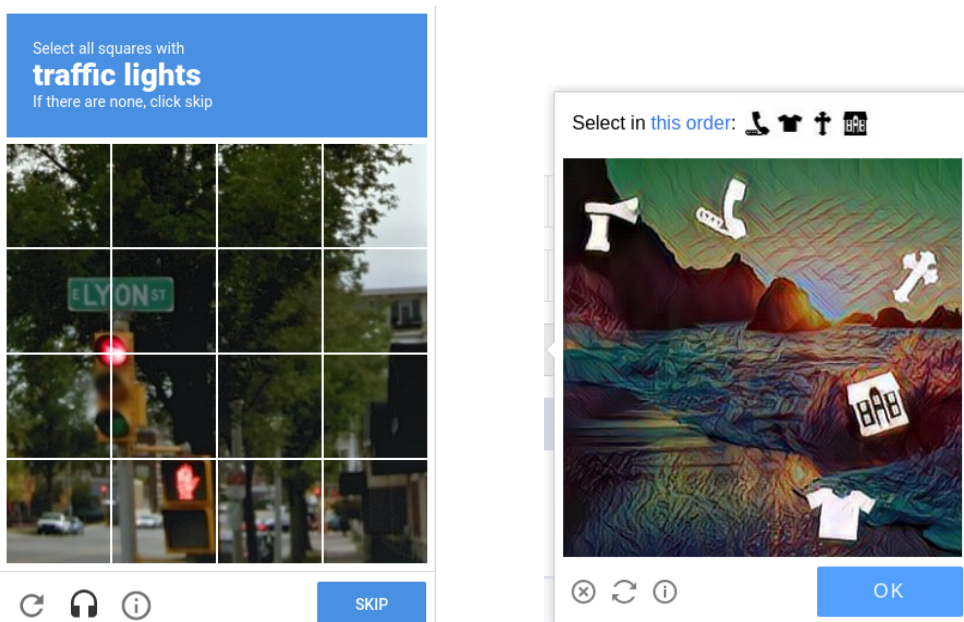 Select all squares with
traffic lights
If there are none, click skip
E LYON ST
SKIP
Select in this order:
OK